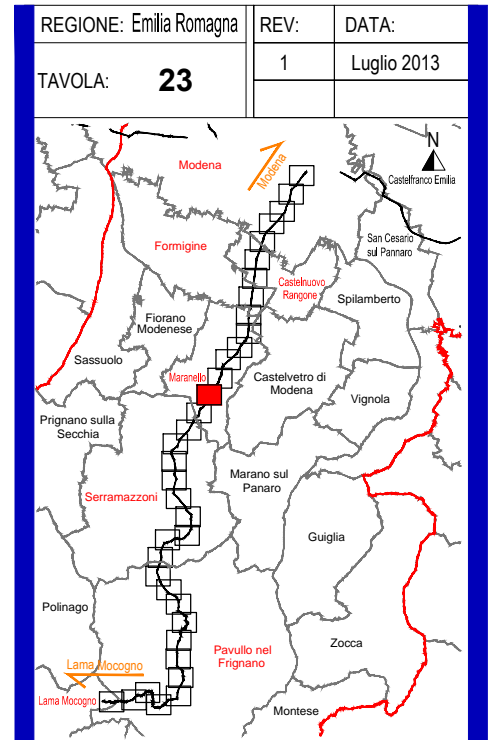 REGIONE: Emilia Romagna
REV:
DATA:
TAVOLA: 23
1
Luglio 2013
N
Modena
Modena
Castelfranco Emilia
Formigine
San Cesario
sul Pannaro
Castelnuovo
Rangone
Spilamberto
Fiorano
Modenese
Sassuolo
Maranello
Castelvetro di
Modena
Vignola
Prignano sulla
Secchia
Marano sul
Panaro
Serramazzoni
Guiglia
Polinago
Pavullo nel
Frignano
Zocca
Lama Mocogno
Lama Mocogno
Montese